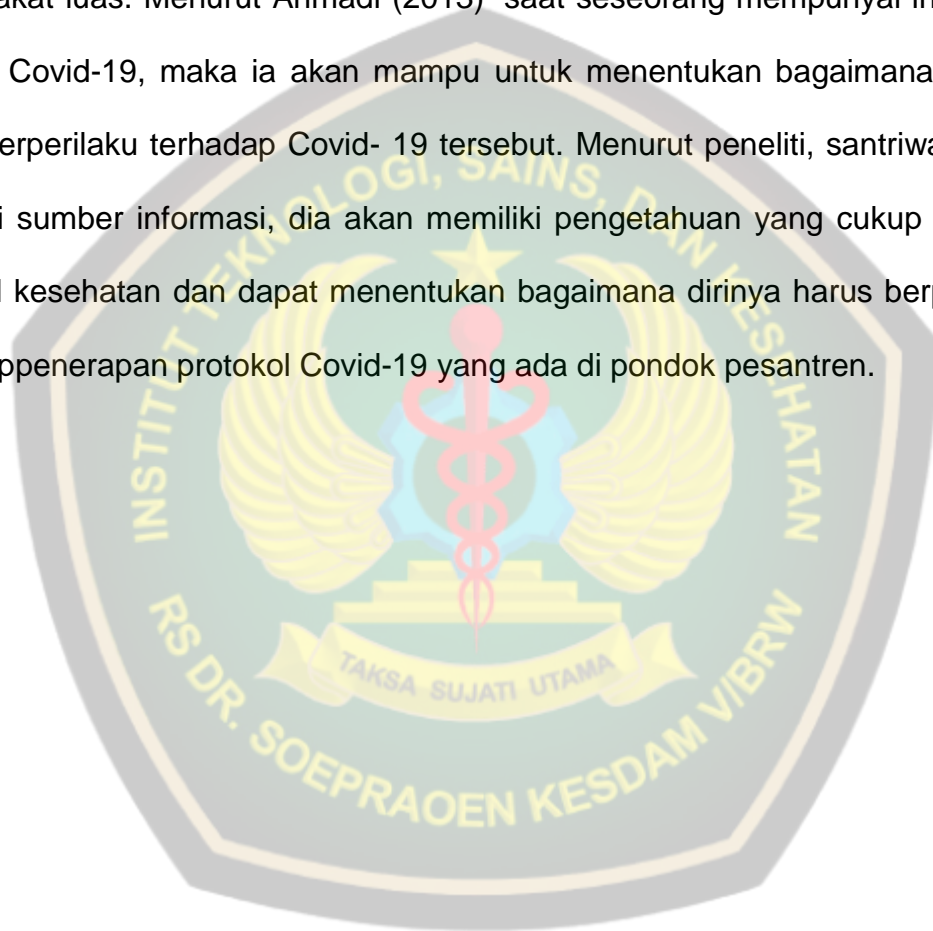 akat luas. Menurut Ahmadi (2013) saat seseorang mempunyai in
Covid-19, maka ia akan mampu untuk menentukan bagaimana
erperilaku terhadap Covid- 19 tersebut. Menurut peneliti, santriwa
i sumber informasi, dia akan memiliki pengetahuan yang cukup
l kesehatan dan dapat menentukan bagaimana dirinya harus berp
ppenerapan protokol Covid-19 yang ada di pondok pesantren.
INSTITUT TEKNOLOGI, SAINS, DAN KESEHATAN
TAKSA SUJATI UTAMA
RS DR. SOEPRAOEN KESDAM V/BRW